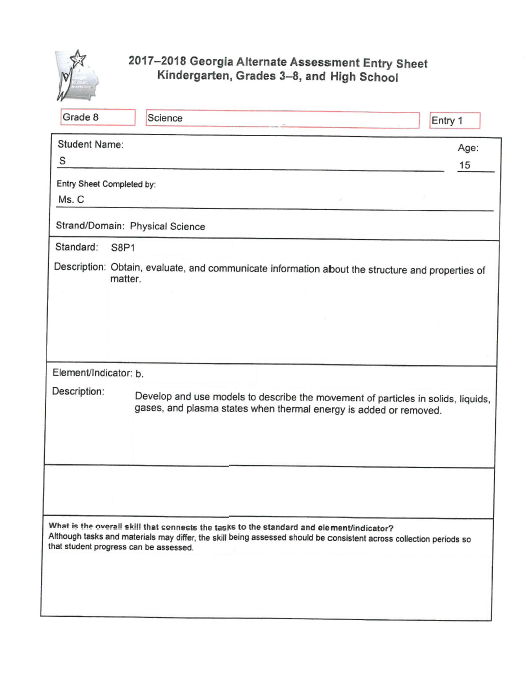 2017–2018 Georgia Alternate Assessment Entry Sheet
Kindergarten, Grades 3–8, and High School
Grade 8
Science
Entry 1
Student Name:
Age:
S
15
Entry Sheet Completed by:
Ms. C
Strand/Domain: Physical Science
Standard: S8P1
Description: Obtain, evaluate, and communicate information about the structure and properties of
matter.
Element/Indicator: b.
Description: Develop and use models to describe the movement of particles in solids, liquids,
gases, and plasma states when thermal energy is added or removed.
What is the overall skill that connects the tasks to the standard and element/indicator?
Although tasks and materials may differ, the skill being assessed should be consistent across collection periods so
that student progress can be assessed.